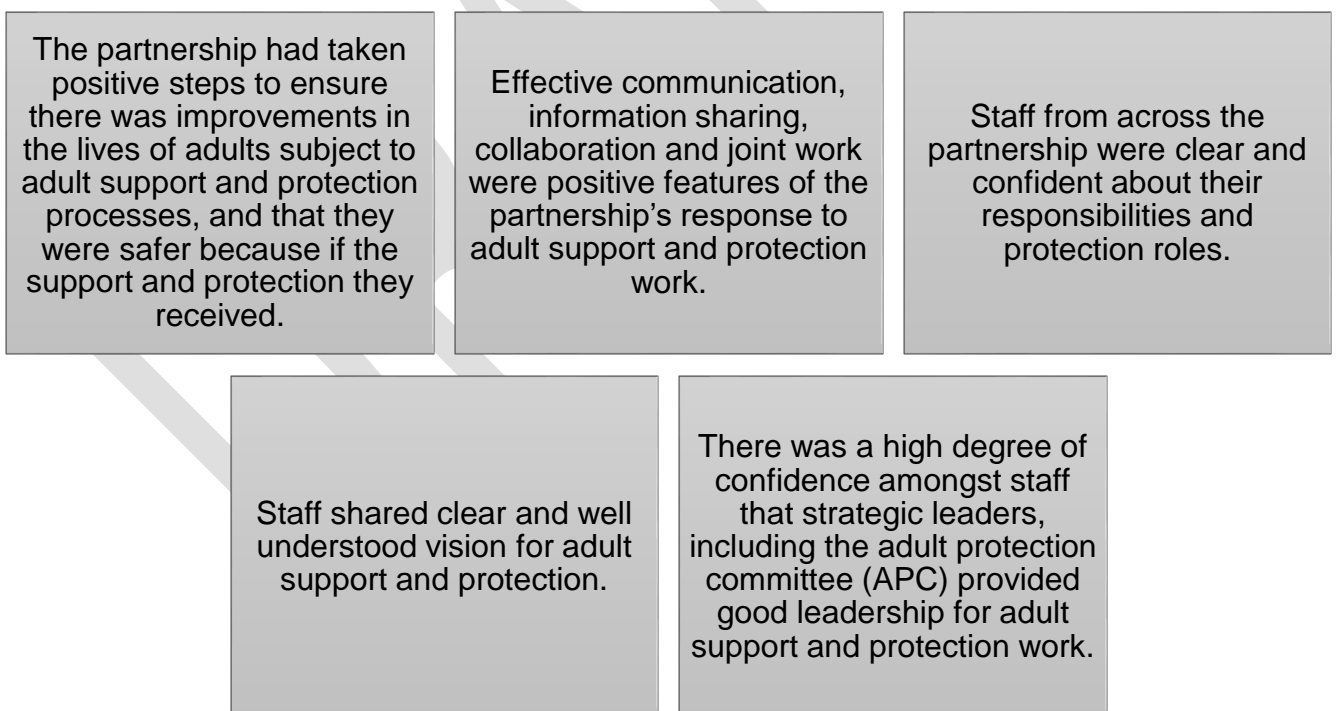 The partnership had taken
positive steps to ensure
there was improvements in
the lives of adults subject to
adult support and protection
processes, and that they
were safer because if the
support and protection they
received.
Effective communication,
information sharing,
collaboration and joint work
were positive features of the
partnership's response to
adult support and protection
work.
Staff from across the
partnership were clear and
confident about their
responsibilities and
protection roles.
Staff shared clear and well
understood vision for adult
support and protection.
There was a high degree of
confidence amongst staff
that strategic leaders,
including the adult protection
committee (APC) provided
good leadership for adult
support and protection work.